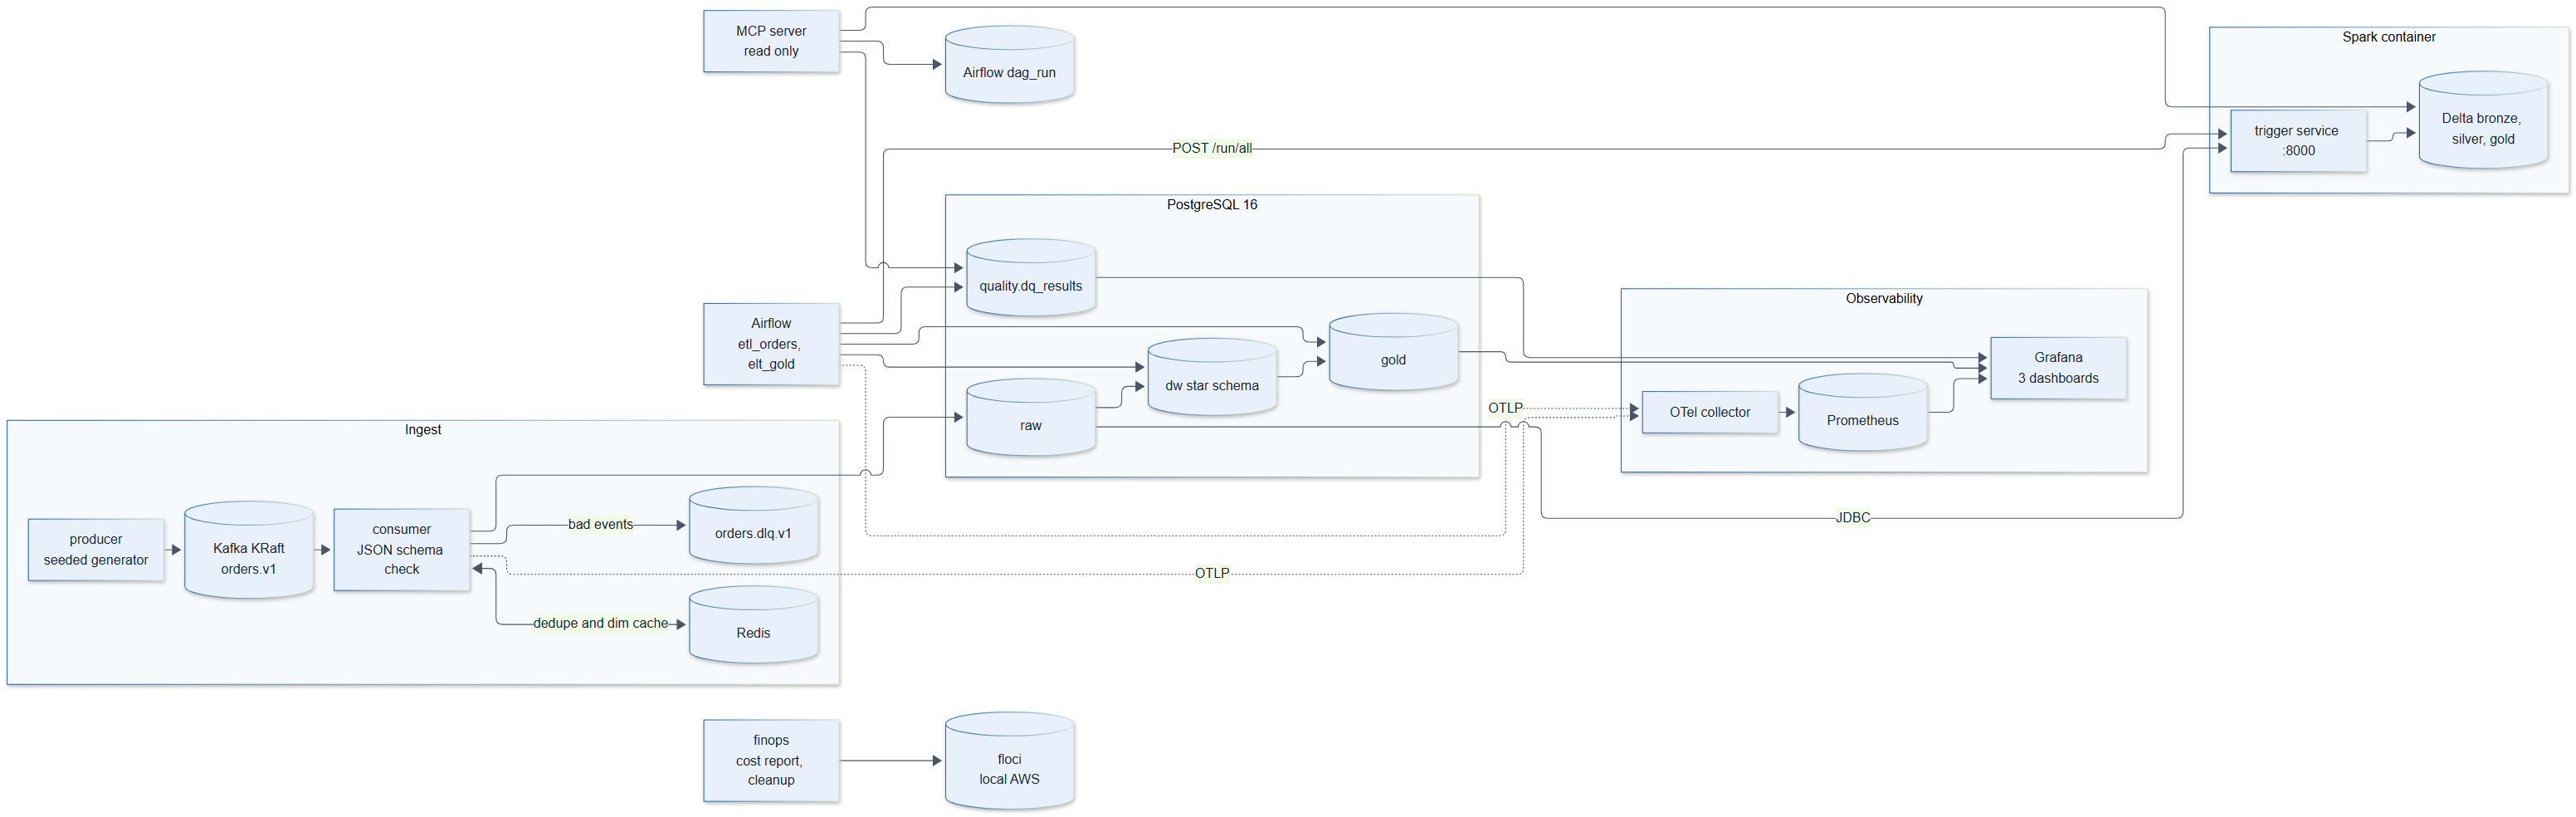 MCP server
read only
Airflow dag_run
Spark container
Delta bronze,
silver, gold
trigger service
:8000
POST /run/all
PostgreSQL 16
quality.dq_results
Airflow
etl_orders,
elt_gold
dw star schema
gold
raw
Observability
Grafana
3 dashboards
OTLP
OTel collector
Prometheus
JDBC
Ingest
producer
seeded generator
Kafka KRaft
orders.v1
consumer
JSON schema
check
bad events
orders.dlq.v1
OTLP
dedupe and dim cache
Redis
finops
cost report,
cleanup
floci
local AWS